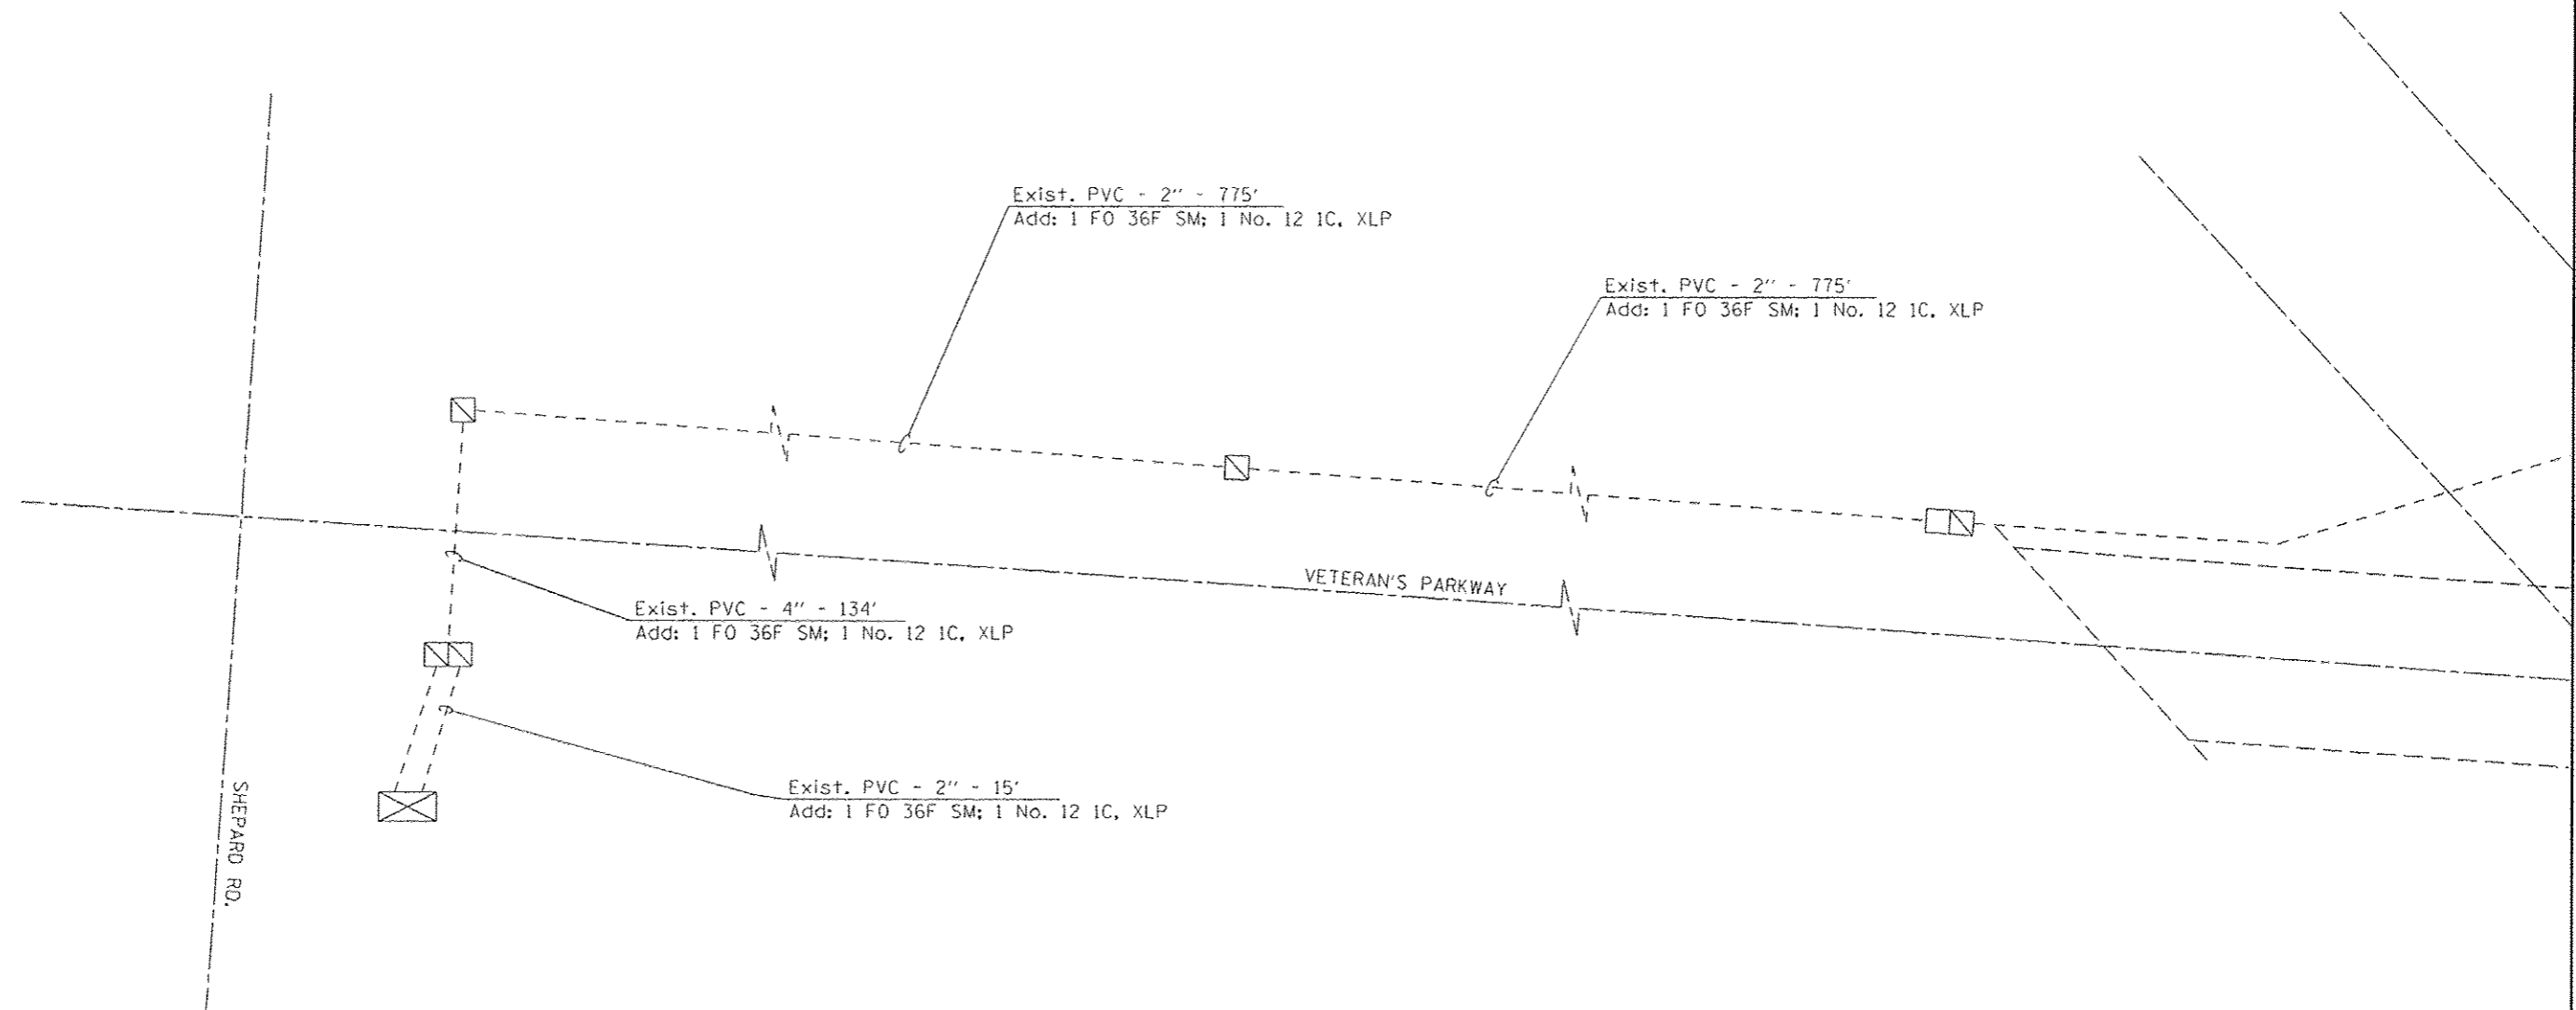 Exist. PVC - 2" - 775'
Add: 1 FO 36F SM; 1 No. 12 1C, XLP
Exist. PVC - 2" - 775'
Add: 1 FO 36F SM; 1 No. 12 1C, XLP
VETERAN'S PARKWAY
Exist. PVC - 4" - 134'
Add: 1 FO 36F SM; 1 No. 12 1C, XLP
Exist. PVC - 2" - 15'
Add: 1 FO 36F SM; 1 No. 12 1C, XLP
SHEPARD RD.